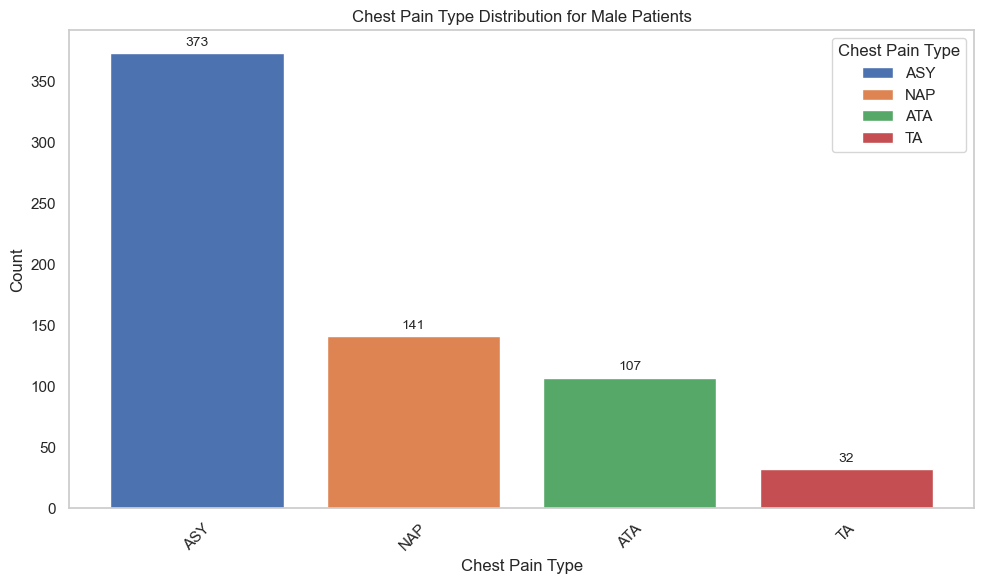 Chest Pain Type Distribution for Male Patients
Chest Pain Type
ASY
NAP
ATA
TA
Count
350
300
250
200
150
100
50
0
373
141
107
32
ASY
NAP
ATA
TA
Chest Pain Type